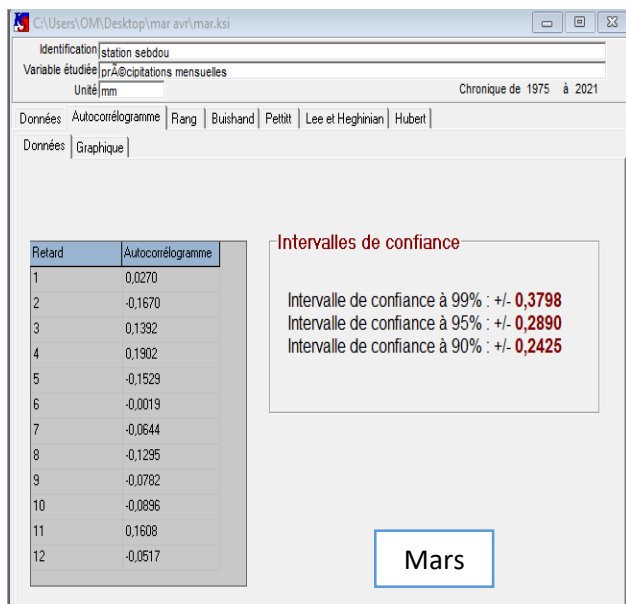 C:\Users\OM\Desktop\mar avr\mar.ksi
Identification station sebdou
Variable étudiée prÃ©cipitations mensuelles
Unité mm Chronique de 1975 à 2021
Données Autocorrélogramme Rang Buishand Pettitt Lee et Heghinian Hubert
Données Graphique
Retard Autocorrélogramme
1 0,0270
2 -0,1670
3 0,1392
4 0,1902
5 -0,1529
6 -0,0019
7 -0,0644
8 -0,1295
9 -0,0782
10 -0,0896
11 0,1608
12 -0,0517
Intervalles de confiance
Intervalle de confiance à 99% : +/- 0,3798
Intervalle de confiance à 95% : +/- 0,2890
Intervalle de confiance à 90% : +/- 0,2425
Mars